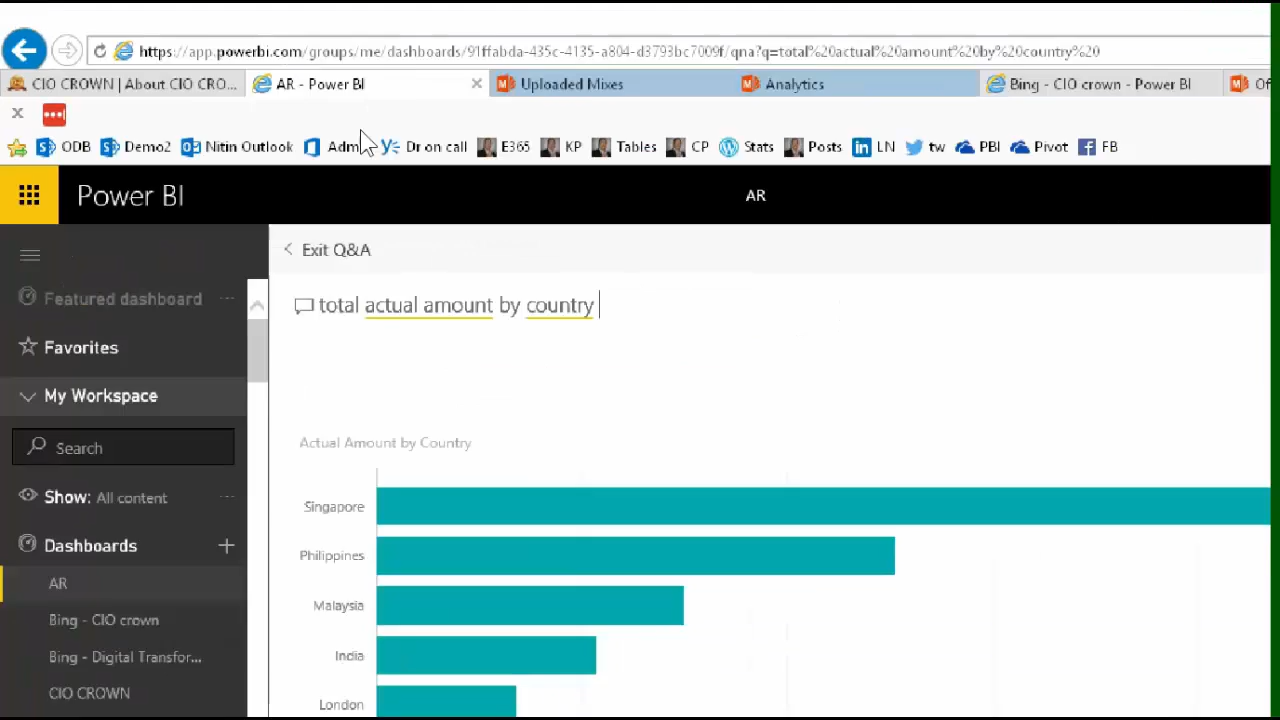 https://app.powerbi.com/groups/me/dashboards/91ffabda-435c-4135-a804-d3793bc7009f/qna?q=total%20actual%20amount%20by%20country%20
CIO CROWN | About CIO CRO... AR - Power BI Uploaded Mixes Analytics Bing - CIO crown - Power BI Of
ODB Demo2 Nitin Outlook Adm Dr on call E365 KP Tables CP Stats Posts LN tw PBI Pivot FB
Power BI AR
Exit Q&A
Featured dashboard
total actual amount by country
Favorites
My Workspace
Search
Actual Amount by Country
Show: All content
Singapore
Dashboards
Philippines
AR
Malaysia
Bing - CIO crown
India
Bing - Digital Transfor...
CIO CROWN
London